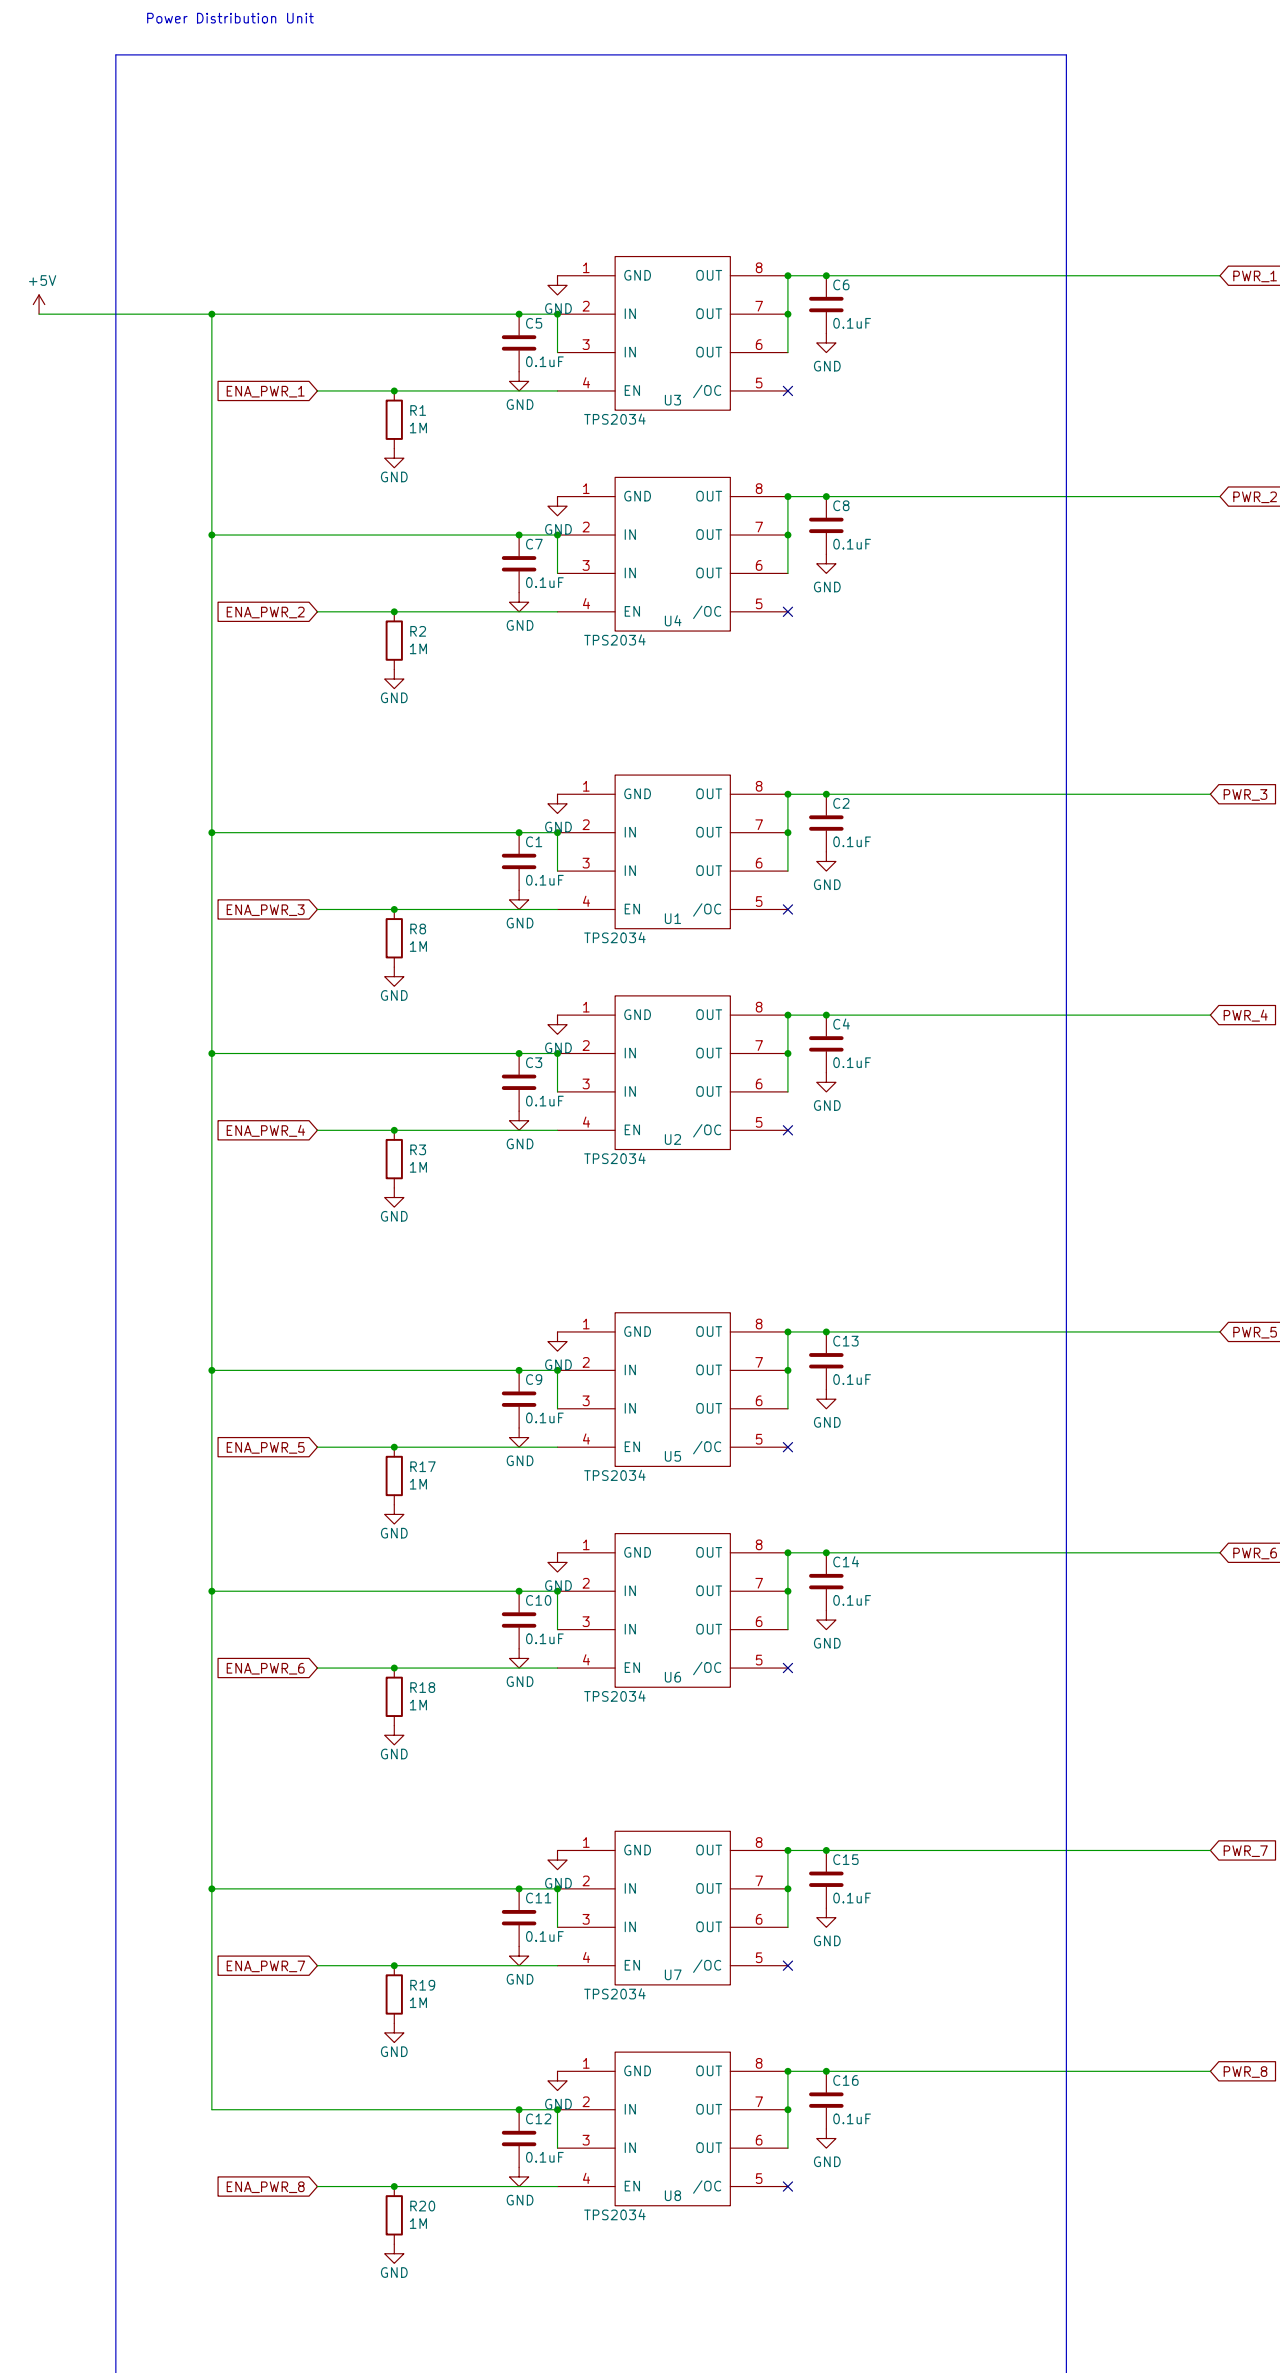 Power Distribution Unit
+5V
1 GND OUT 8 PWR_1
GND
C6
2 IN OUT 7
C5 0.1uF
3 IN OUT 6
0.1uF GND
ENA_PWR_1 4 EN /OC 5
U3
GND
R1 TPS2034
1M
GND
1 GND OUT 8 PWR_2
GND
C8
2 IN OUT 7
C7 0.1uF
3 IN OUT 6
0.1uF GND
ENA_PWR_2 4 EN /OC 5
U4
GND
R2 TPS2034
1M
GND
1 GND OUT 8 PWR_3
GND
C2
2 IN OUT 7
C1 0.1uF
3 IN OUT 6
0.1uF GND
ENA_PWR_3 4 EN /OC 5
U1
GND
R8 TPS2034
1M
GND
1 GND OUT 8 PWR_4
GND
C4
2 IN OUT 7
C3 0.1uF
3 IN OUT 6
0.1uF GND
ENA_PWR_4 4 EN /OC 5
U2
GND
R3 TPS2034
1M
GND
1 GND OUT 8 PWR_5
GND
C13
2 IN OUT 7
C9 0.1uF
3 IN OUT 6
0.1uF GND
ENA_PWR_5 4 EN /OC 5
U5
GND
R17 TPS2034
1M
GND
1 GND OUT 8 PWR_6
GND
C14
2 IN OUT 7
C10 0.1uF
3 IN OUT 6
0.1uF GND
ENA_PWR_6 4 EN /OC 5
U6
GND
R18 TPS2034
1M
GND
1 GND OUT 8 PWR_7
GND
C15
2 IN OUT 7
C11 0.1uF
3 IN OUT 6
0.1uF GND
ENA_PWR_7 4 EN /OC 5
U7
GND
R19 TPS2034
1M
GND
1 GND OUT 8 PWR_8
GND
C16
2 IN OUT 7
C12 0.1uF
3 IN OUT 6
0.1uF GND
ENA_PWR_8 4 EN /OC 5
U8
GND
R20 TPS2034
1M
GND